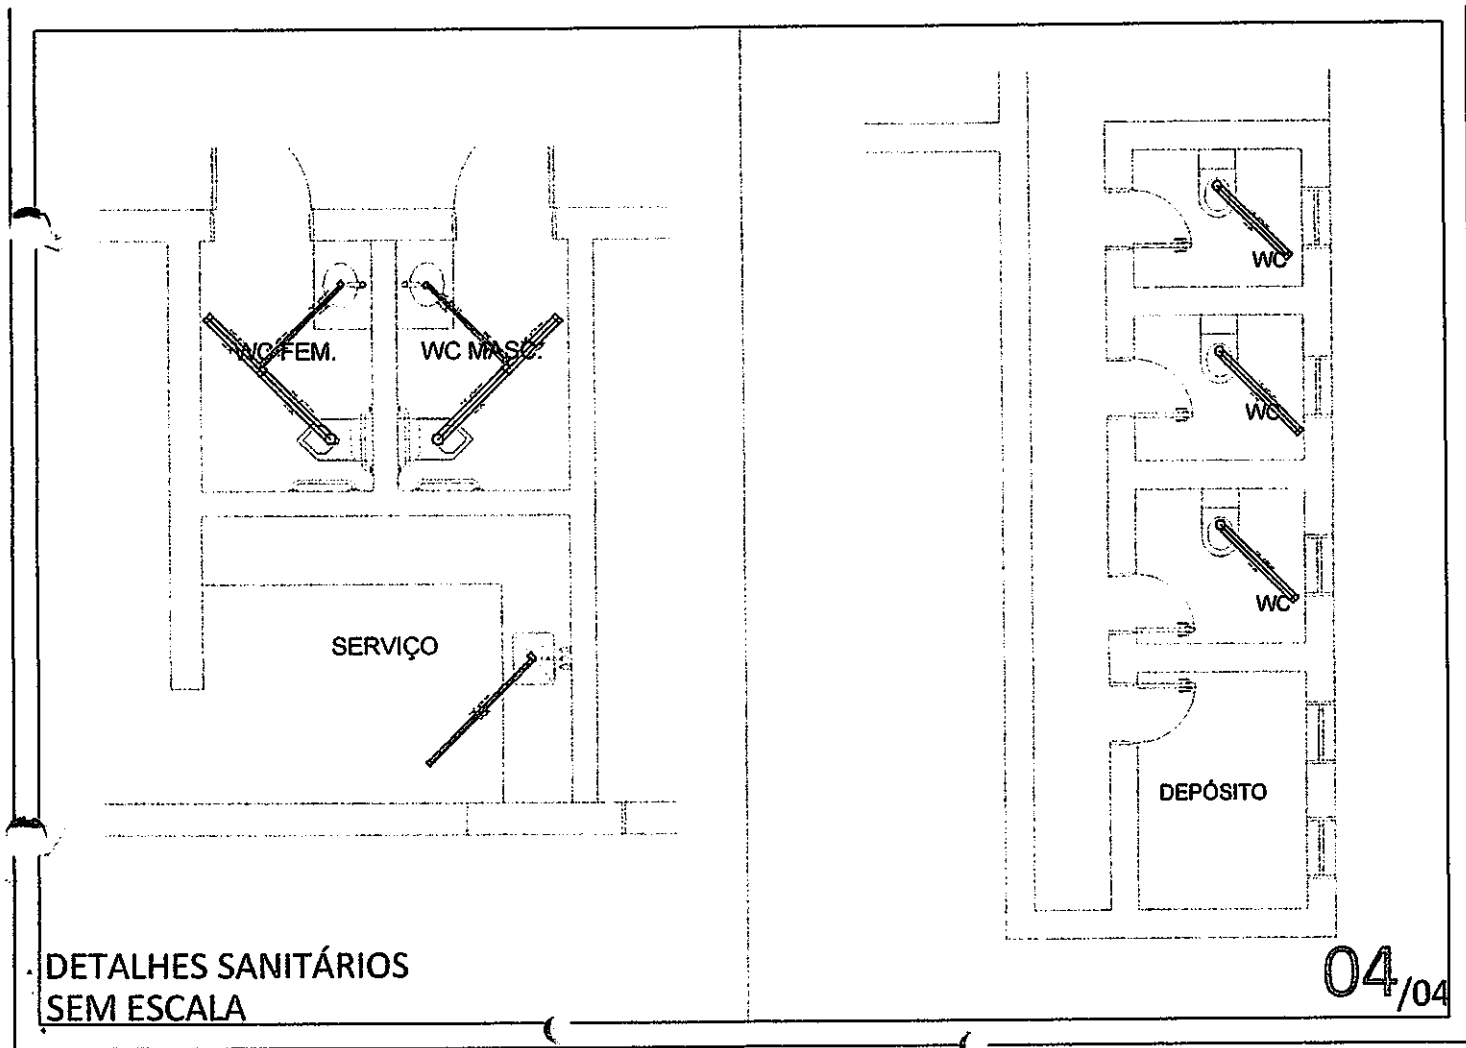 WC FEM.
WC MASC.
SERVIÇO
WC
WC
WC
DEPÓSITO
DETALHES SANITÁRIOS
SEM ESCALA
04/04